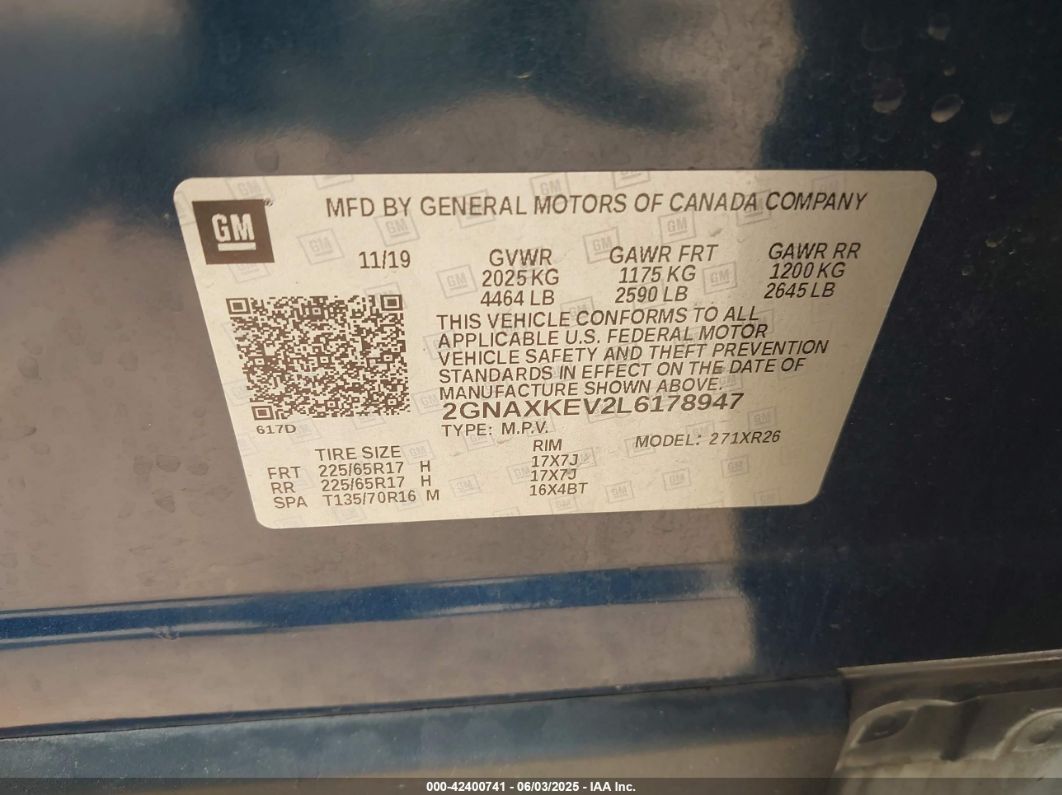 GM
MFD BY GENERAL MOTORS OF CANADA COMPANY
11/19 GVWR GAWR FRT GAWR RR
2025 KG 1175 KG 1200 KG
4464 LB 2590 LB 2645 LB
THIS VEHICLE CONFORMS TO ALL
APPLICABLE U.S. FEDERAL MOTOR
VEHICLE SAFETY AND THEFT PREVENTION
STANDARDS IN EFFECT ON THE DATE OF
MANUFACTURE SHOWN ABOVE.
2GNAXKEV2L6178947
617D
TYPE: M.P.V. MODEL: 271XR26
TIRE SIZE RIM
FRT 225/65R17 H 17X7J
RR 225/65R17 H 17X7J
SPA T135/70R16 M 16X4BT
000-42400741 - 06/03/2025 - IAA Inc.